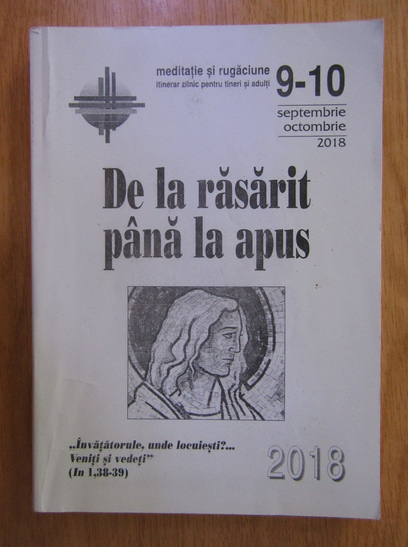 meditație și rugăciune
itinerar zilnic pentru tineri și adulți
9-10
septembrie
octombrie
2018
De la răsărit
până la apus
„Învățătorule, unde locuiești?...
Veniți și vedeți”
(In 1,38-39)
2018